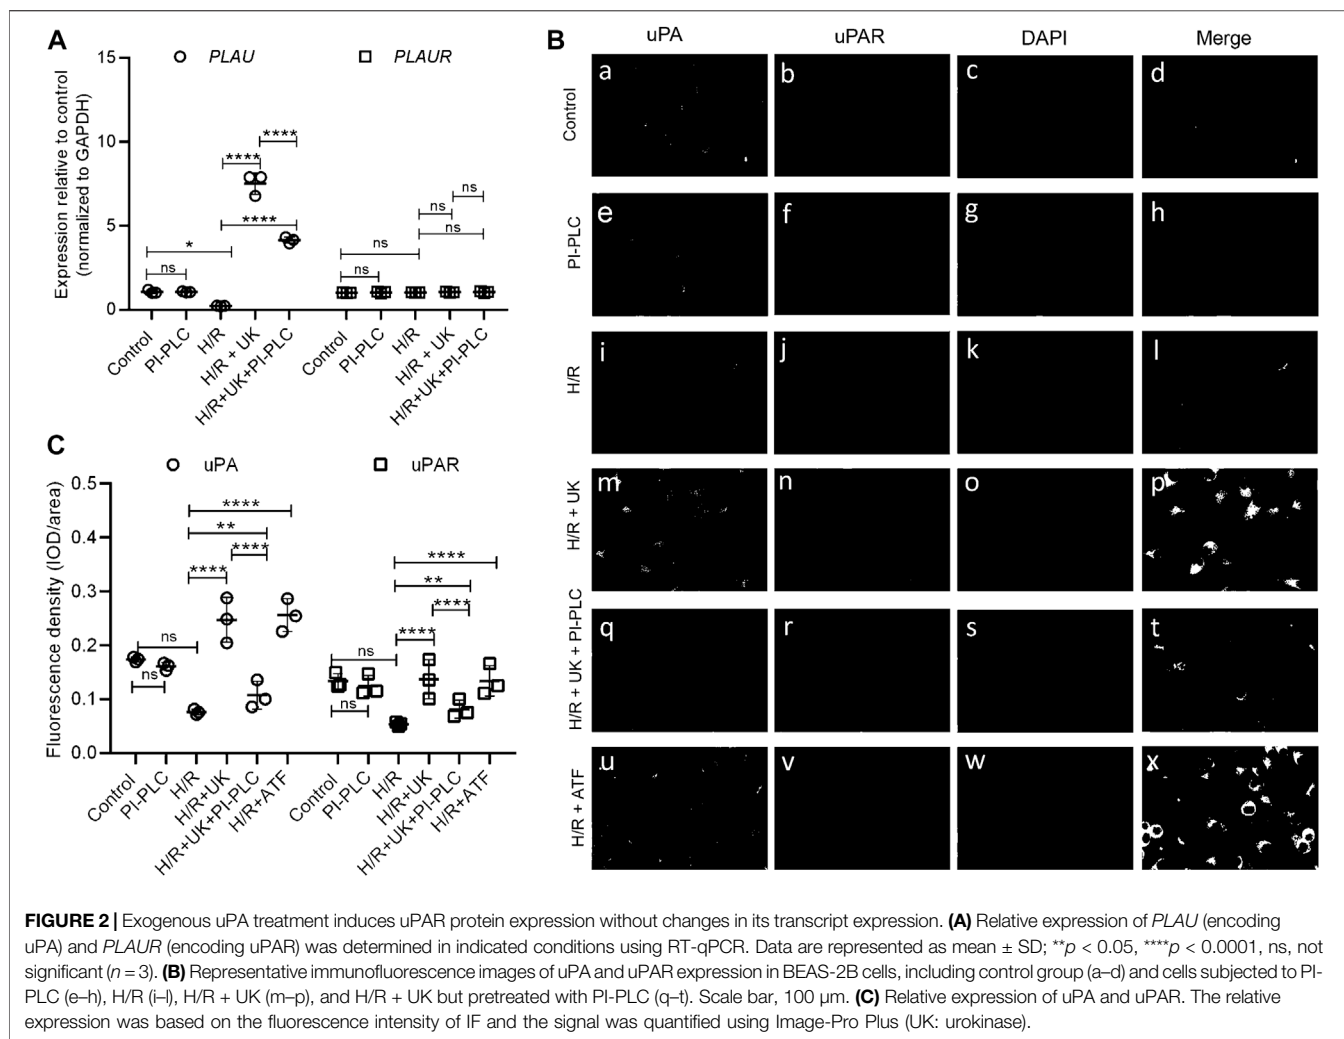 A
PLAU
PLAUR
Expression relative to control
(normalized to GAPDH)
15
10
5
0
****
****
****
*
ns
ns
ns
ns
ns
ns
Control
PI-PLC
H/R
H/R + UK
H/R+UK+PI-PLC
Control
PI-PLC
H/R
H/R + UK
H/R+UK+PI-PLC
B
uPA
uPAR
DAPI
Merge
Control
a
b
c
d
PI-PLC
e
f
g
h
H/R
i
j
k
l
H/R + UK
m
n
o
p
H/R + UK + PI-PLC
q
r
s
t
H/R + ATF
u
v
w
x
C
uPA
uPAR
Fluorescence density (IOD/area)
0.5
0.4
0.3
0.2
0.1
0.0
****
**
****
****
ns
ns
****
**
****
****
ns
ns
Control
PI-PLC
H/R
H/R+UK
H/R+UK+PI-PLC
H/R+ATF
Control
PI-PLC
H/R
H/R+UK
H/R+UK+PI-PLC
H/R+ATF
FIGURE 2 | Exogenous uPA treatment induces uPAR protein expression without changes in its transcript expression. (A) Relative expression of PLAU (encoding
uPA) and PLAUR (encoding uPAR) was determined in indicated conditions using RT-qPCR. Data are represented as mean ± SD; **p < 0.05, ****p < 0.0001, ns, not
significant (n = 3). (B) Representative immunofluorescence images of uPA and uPAR expression in BEAS-2B cells, including control group (a–d) and cells subjected to PI-
PLC (e–h), H/R (i–l), H/R + UK (m–p), and H/R + UK but pretreated with PI-PLC (q–t). Scale bar, 100 µm. (C) Relative expression of uPA and uPAR. The relative
expression was based on the fluorescence intensity of IF and the signal was quantified using Image-Pro Plus (UK: urokinase).